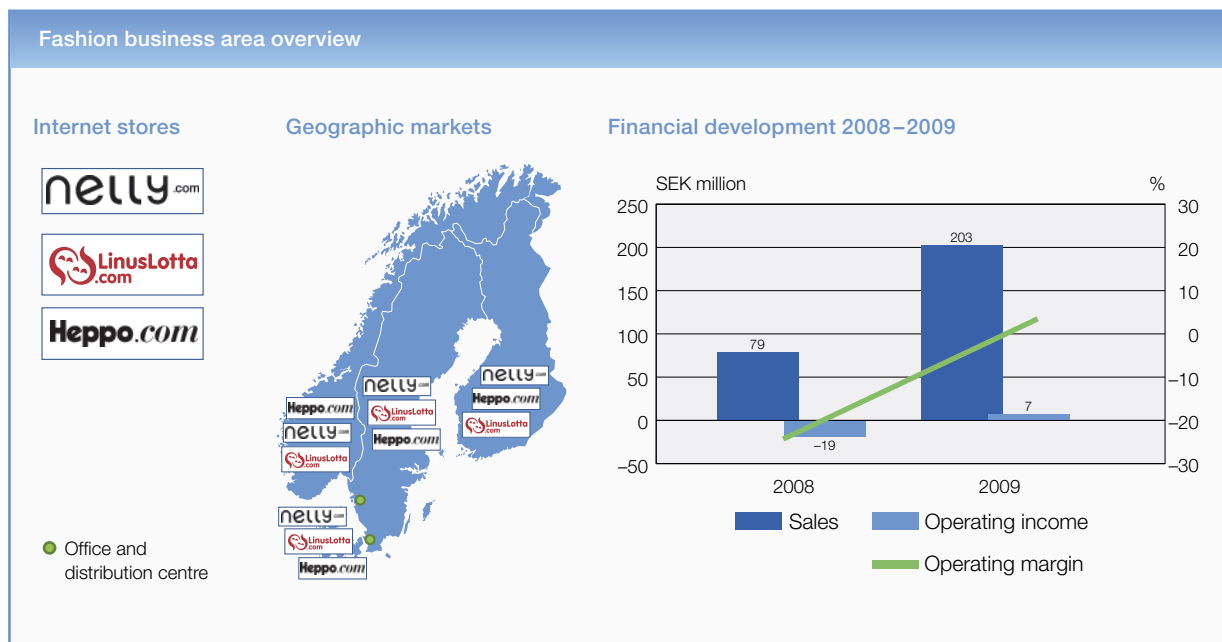 Fashion business area overview
Internet stores
nelly.com
LinusLotta
.com
Heppo.com
Office and
distribution centre
Geographic markets
nelly.com
Heppo.com
LinusLotta
.com
nelly.com
LinusLotta
.com
Heppo.com
Heppo.com
nelly.com
LinusLotta
.com
nelly.com
LinusLotta
.com
Heppo.com
Financial development 2008–2009
SEK million
%
250
200
150
100
50
0
–50
30
20
10
0
–10
–20
–30
79
–19
203
7
2008
2009
Sales
Operating income
Operating margin